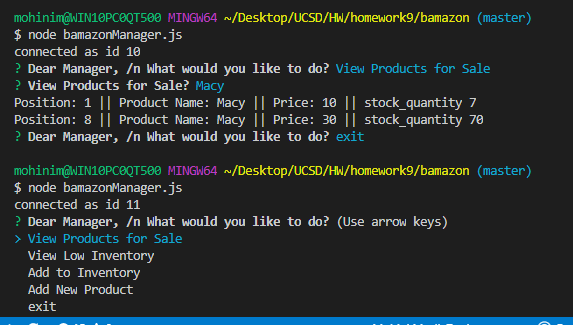 mohinim@WIN10PC0QT500 MINGW64 ~/Desktop/UCSD/HW/homework9/bamazon (master)
$ node bamazonManager.js
connected as id 10
? Dear Manager, /n What would you like to do? View Products for Sale
? View Products for Sale? Macy
Position: 1 || Product Name: Macy || Price: 10 || stock_quantity 7
Position: 8 || Product Name: Macy || Price: 30 || stock_quantity 70
? Dear Manager, /n What would you like to do? exit
mohinim@WIN10PC0QT500 MINGW64 ~/Desktop/UCSD/HW/homework9/bamazon (master)
$ node bamazonManager.js
connected as id 11
? Dear Manager, /n What would you like to do? (Use arrow keys)
> View Products for Sale
View Low Inventory
Add to Inventory
Add New Product
exit